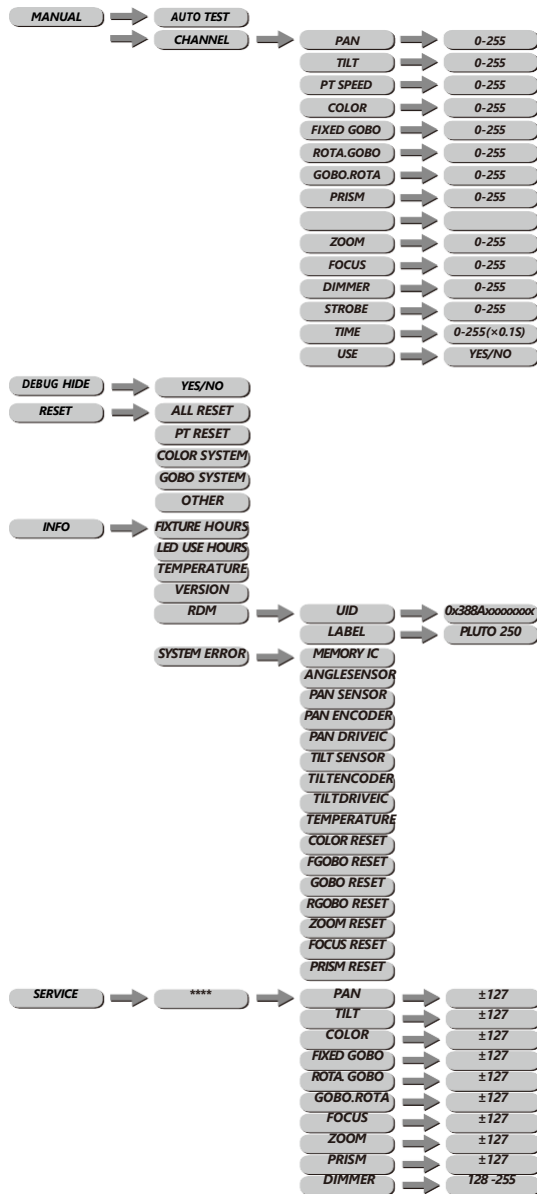 MANUAL AUTO TEST
CHANNEL PAN 0-255
TILT 0-255
PT SPEED 0-255
COLOR 0-255
FIXED GOBO 0-255
ROTA.GOBO 0-255
GOBO.ROTA 0-255
PRISM 0-255
ZOOM 0-255
FOCUS 0-255
DIMMER 0-255
STROBE 0-255
TIME 0-255(×0.1S)
USE YES/NO
DEBUG HIDE YES/NO
RESET ALL RESET
PT RESET
COLOR SYSTEM
GOBO SYSTEM
OTHER
INFO FIXTURE HOURS
LED USE HOURS
TEMPERATURE
VERSION
RDM UID 0x388Axxxxxxxx
LABEL PLUTO 250
SYSTEM ERROR MEMORY IC
ANGLESENSOR
PAN SENSOR
PAN ENCODER
PAN DRIVEIC
TILT SENSOR
TILTENCODER
TILTDRIVEIC
TEMPERATURE
COLOR RESET
FGOBO RESET
GOBO RESET
RGOBO RESET
ZOOM RESET
FOCUS RESET
PRISM RESET
SERVICE **** PAN ±127
TILT ±127
COLOR ±127
FIXED GOBO ±127
ROTA. GOBO ±127
GOBO.ROTA ±127
FOCUS ±127
ZOOM ±127
PRISM ±127
DIMMER 128 -255